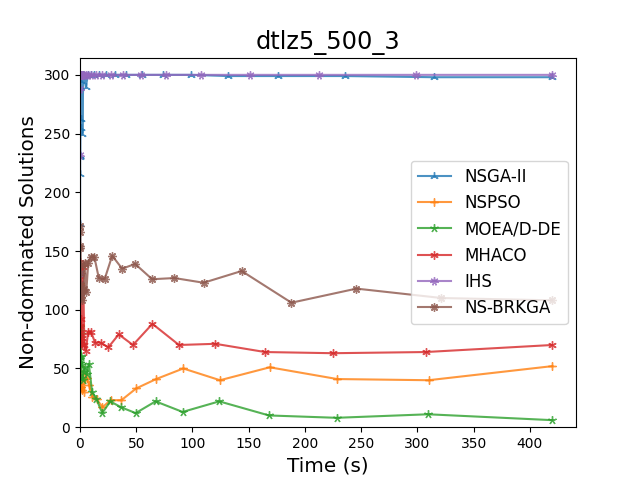 dtlz5_500_3
Non-dominated Solutions
300
250
200
150
100
50
0
NSGA-II
NSPSO
MOEA/D-DE
MHACO
IHS
NS-BRKGA
0 50 100 150 200 250 300 350 400
Time (s)